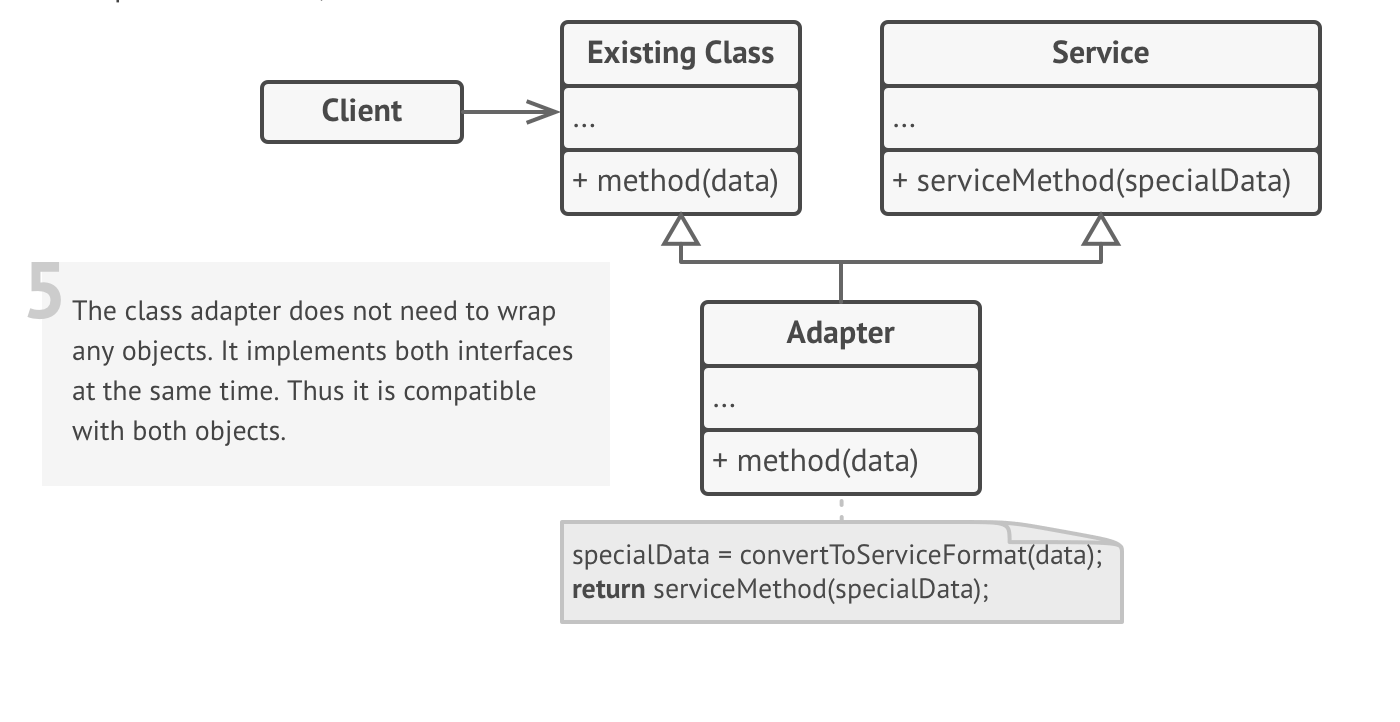 Existing Class
Service
Client
...
...
+ method(data)
+ serviceMethod(specialData)
5
The class adapter does not need to wrap
any objects. It implements both interfaces
at the same time. Thus it is compatible
with both objects.
Adapter
...
+ method(data)
specialData = convertToServiceFormat(data);
return serviceMethod(specialData);